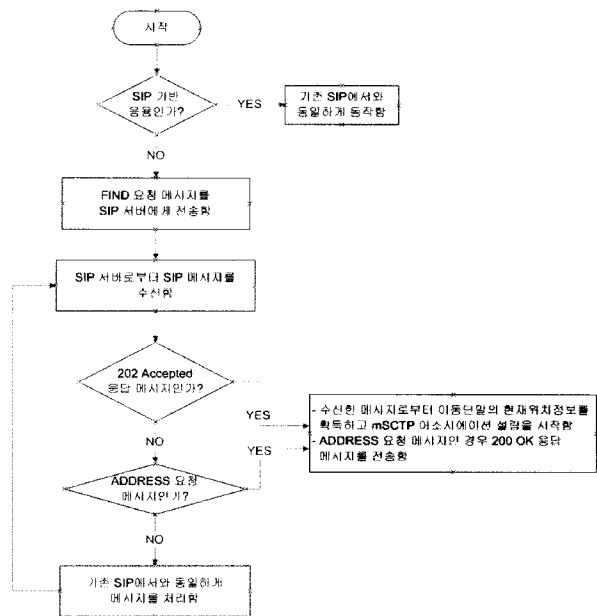 시작
SIP 기반
응용인가?
YES
기존 SIP에서와
동일하게 동작함
NO
FIND 요청 메시지를
SIP 서버에게 전송함
SIP 서버로부터 SIP 메시지를
수신함
202 Accepted
응답 메시지인가?
YES
- 수신한 메시지로부터 이동단말의 현재위치정보를
획득하고 mSCTP 어소시에이션 설립을 시작함
- ADDRESS 요청 메시지인 경우 200 OK 응답
메시지를 전송함
NO
YES
ADDRESS 요청
메시지인가?
NO
기존 SIP에서와 동일하게
메시지를 처리함